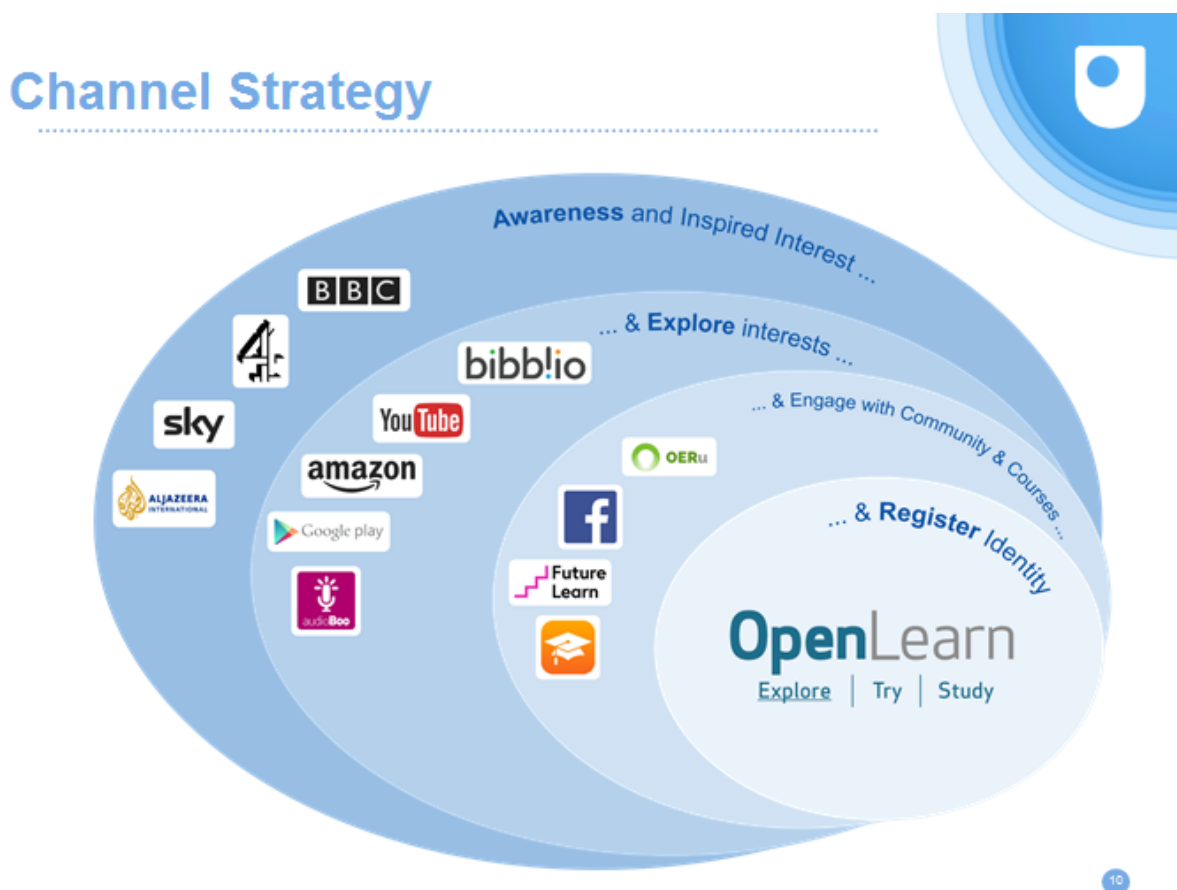 Channel Strategy
Awareness and Inspired Interest ...
BBC
4
... & Explore interests ...
bibblio
sky
YouTube
... & Engage with Community & Courses ...
OERu
amazon
ALJAZEERA
INTERNATIONAL
Google play
f
... & Register Identity
Future
Learn
audioBoo
OpenLearn
Explore | Try | Study
10